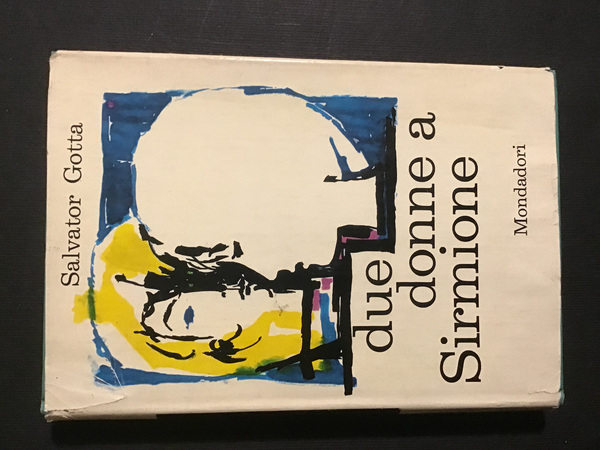 Salvator Gotta
due
donne a
Sirmione
Mondadori